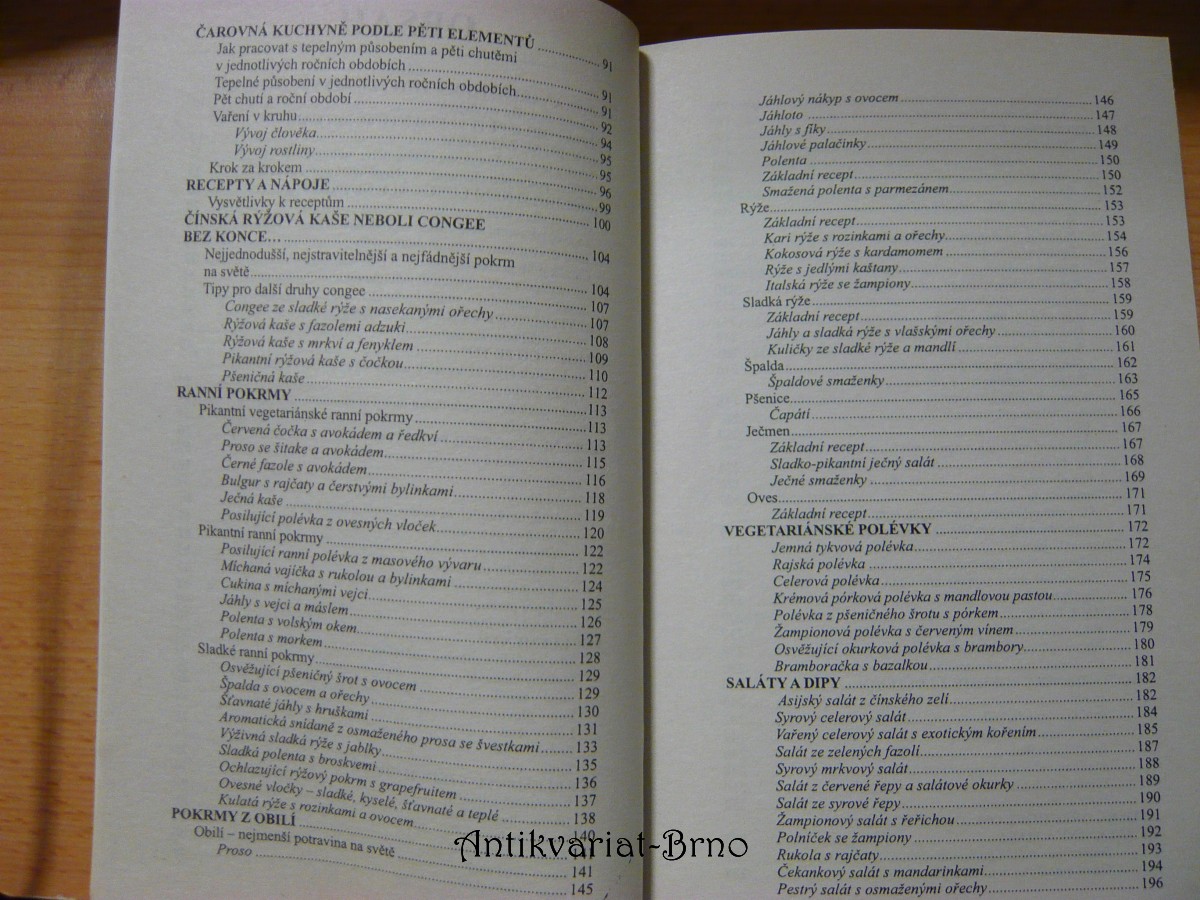 ČAROVNÁ KUCHYNĚ PODLE PĚTI ELEMENTŮ ..... 91
Jak pracovat s tepelným působením a pěti chutěmi
v jednotlivých ročních obdobích ..... 91
Tepelné působení v jednotlivých ročních obdobích ..... 91
Pět chutí a roční období ..... 92
Vaření v kruhu ..... 94
Vývoj člověka ..... 95
Vývoj rostliny ..... 95
Krok za krokem ..... 96
RECEPTY A NÁPOJE ..... 99
Vysvětlivky k receptům ..... 100
ČÍNSKÁ RÝŽOVÁ KAŠE NEBOLI CONGEE
BEZ KONCE… ..... 104
Nejjednodušší, nejstravitelnější a nejfádnější pokrm
na světě ..... 104
Tipy pro další druhy congee ..... 107
Congee ze sladké rýže s nasekanými ořechy ..... 107
Rýžová kaše s fazolemi adzuki ..... 108
Rýžová kaše s mrkví a fenyklem ..... 109
Pikantní rýžová kaše s čočkou ..... 110
Pšeničná kaše ..... 112
RANNÍ POKRMY ..... 113
Pikantní vegetariánské ranní pokrmy ..... 113
Červená čočka s avokádem a ředkví ..... 113
Proso se šitake a avokádem ..... 115
Černé fazole s avokádem ..... 116
Bulgur s rajčaty a čerstvými bylinkami ..... 118
Ječná kaše ..... 119
Posilující polévka z ovesných vloček ..... 120
Pikantní ranní pokrmy ..... 122
Posilující ranní polévka z masového vývaru ..... 122
Míchaná vajíčka s rukolou a bylinkami ..... 124
Cukina s míchanými vejci ..... 125
Jáhly s vejci a máslem ..... 126
Polenta s volským okem ..... 127
Polenta s morkem ..... 128
Sladké ranní pokrmy ..... 129
Osvěžující pšeničný šrot s ovocem ..... 129
Špalda s ovocem a ořechy ..... 130
Šťavnaté jáhly s hruškami ..... 131
Aromatická snídaně z osmaženého prosa se švestkami ..... 133
Výživná sladká rýže s jablky ..... 135
Sladká polenta s broskvemi ..... 136
Ochlazující rýžový pokrm s grapefruitem ..... 137
Ovesné vločky – sladké, kyselé, šťavnaté a teplé ..... 138
Kulatá rýže s rozinkami a ovocem ..... 140
POKRMY Z OBILÍ .....
Obilí – nejmenší potravina na světě ..... 141
Proso ..... 145
Jáhlový nákyp s ovocem ..... 146
Jáhloto ..... 147
Jáhly s fíky ..... 148
Jáhlové palačinky ..... 149
Polenta ..... 150
Základní recept ..... 150
Smažená polenta s parmezánem ..... 152
Rýže ..... 153
Základní recept ..... 153
Kari rýže s rozinkami a ořechy ..... 154
Kokosová rýže s kardamomem ..... 156
Rýže s jedlými kaštany ..... 157
Italská rýže se žampiony ..... 158
Sladká rýže ..... 159
Základní recept ..... 159
Jáhly a sladká rýže s vlašskými ořechy ..... 160
Kuličky ze sladké rýže a mandlí ..... 161
Špalda ..... 162
Špaldové smaženky ..... 163
Pšenice ..... 165
Čapátí ..... 166
Ječmen ..... 167
Základní recept ..... 167
Sladko-pikantní ječný salát ..... 168
Ječné smaženky ..... 169
Oves ..... 171
Základní recept ..... 171
VEGETARIÁNSKÉ POLÉVKY ..... 172
Jemná tykvová polévka ..... 172
Rajská polévka ..... 174
Celerová polévka ..... 175
Krémová pórková polévka s mandlovou pastou ..... 176
Polévka z pšeničného šrotu s pórkem ..... 178
Žampionová polévka s červeným vínem ..... 179
Osvěžující okurková polévka s brambory ..... 180
Bramboračka s bazalkou ..... 181
SALÁTY A DIPY ..... 182
Asijský salát z čínského zelí ..... 182
Syrový celerový salát ..... 184
Vařený celerový salát s exotickým kořením ..... 185
Salát ze zelených fazolí ..... 187
Syrový mrkvový salát ..... 188
Salát z červené řepy a salátové okurky ..... 189
Salát ze syrové řepy ..... 190
Žampionový salát s řeřichou ..... 191
Polníček se žampiony ..... 192
Rukola s rajčaty ..... 193
Čekankový salát s mandarinkami ..... 194
Pestrý salát s osmaženými ořechy ..... 196
Antikvariat-Brno